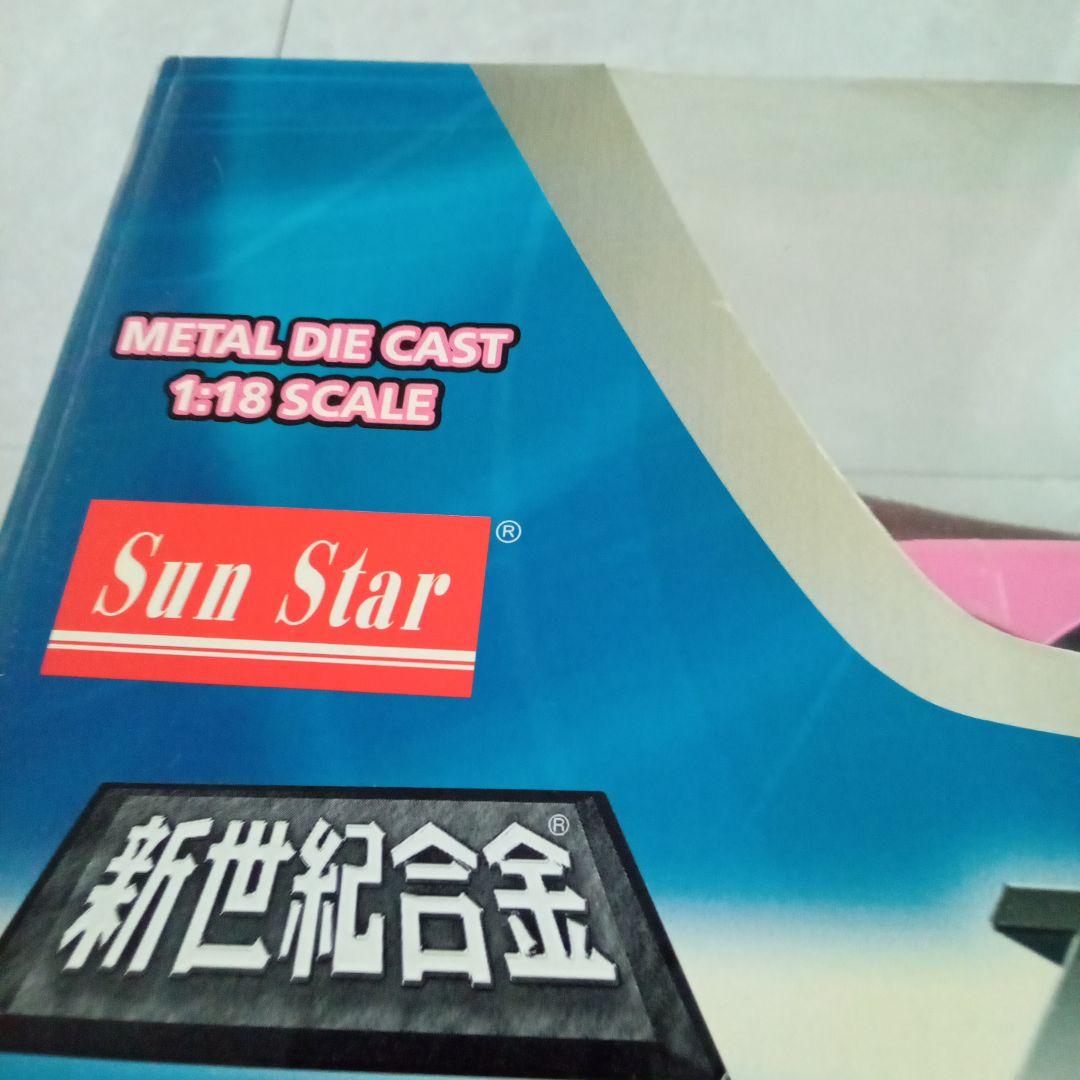 METAL DIE CAST
1:18 SCALE
Sun Star ®
新世紀合金 ®